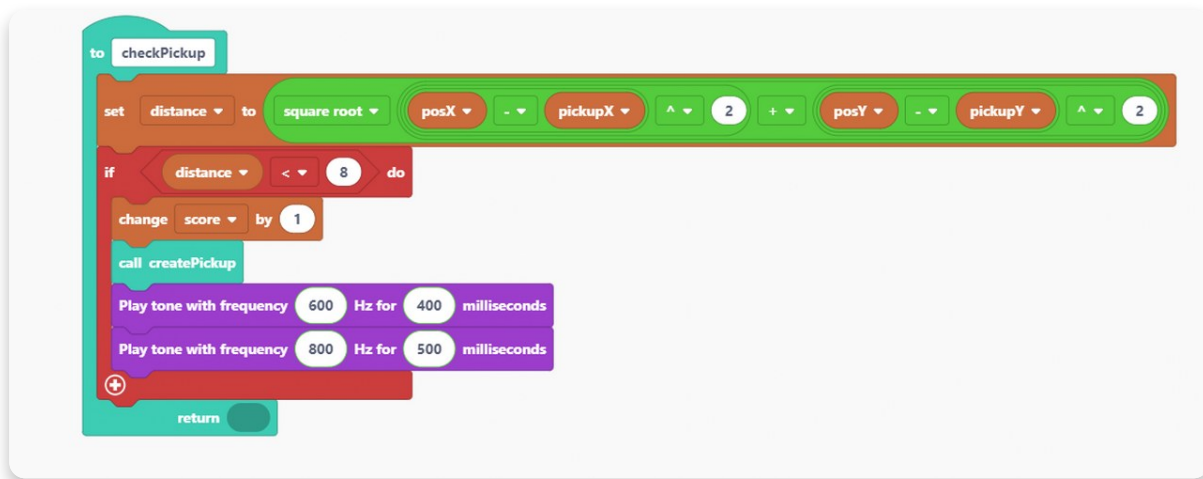 to checkPickup
set distance to square root posX - pickupX ^ 2 + posY - pickupY ^ 2
if distance < 8 do
change score by 1
call createPickup
Play tone with frequency 600 Hz for 400 milliseconds
Play tone with frequency 800 Hz for 500 milliseconds
return